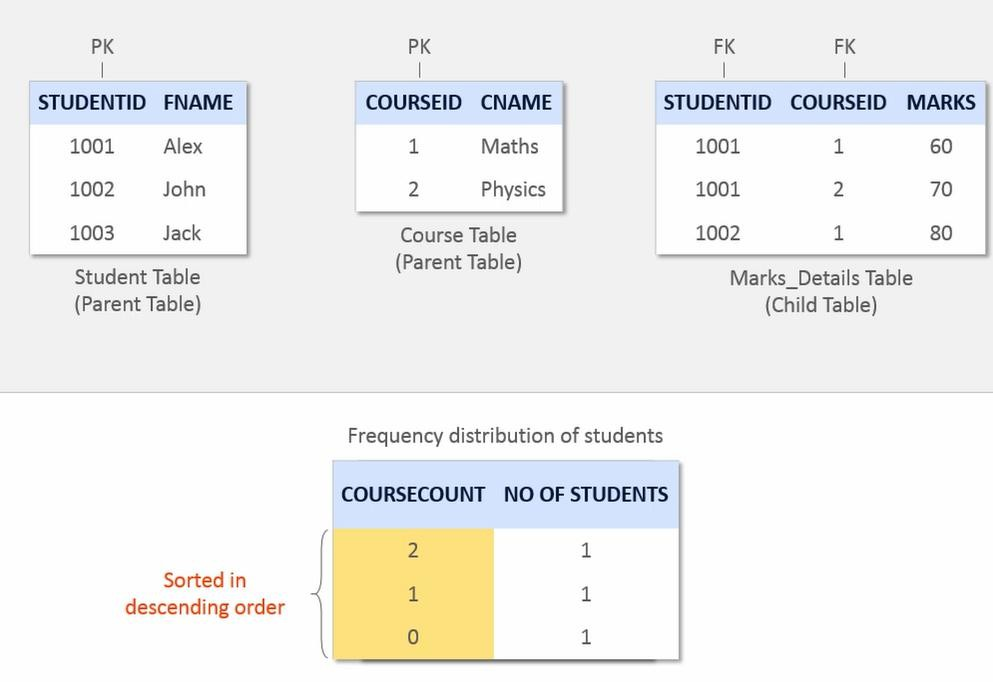 PK
STUDENTID FNAME
1001 Alex
1002 John
1003 Jack
Student Table
(Parent Table)
PK
COURSEID CNAME
1 Maths
2 Physics
Course Table
(Parent Table)
FK FK
STUDENTID COURSEID MARKS
1001 1 60
1001 2 70
1002 1 80
Marks_Details Table
(Child Table)
Frequency distribution of students
COURSECOUNT NO OF STUDENTS
2 1
1 1
0 1
Sorted in
descending order